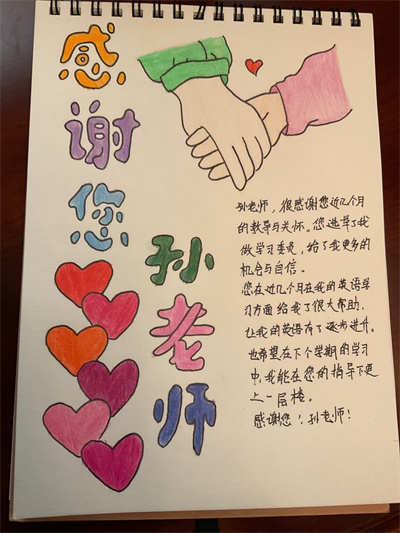 感谢您
孙老师
孙老师，很感谢您近几个月
的教导与关怀。您选举了我
做学习委员，给了我更多的
机会与自信。
您在近几个月在我的英语学
习方面给我了很大帮助，
让我的英语有了逐步进升。
也希望在下个学期的学习
中，我能在您的指导下更
上一层楼。
感谢您！孙老师！